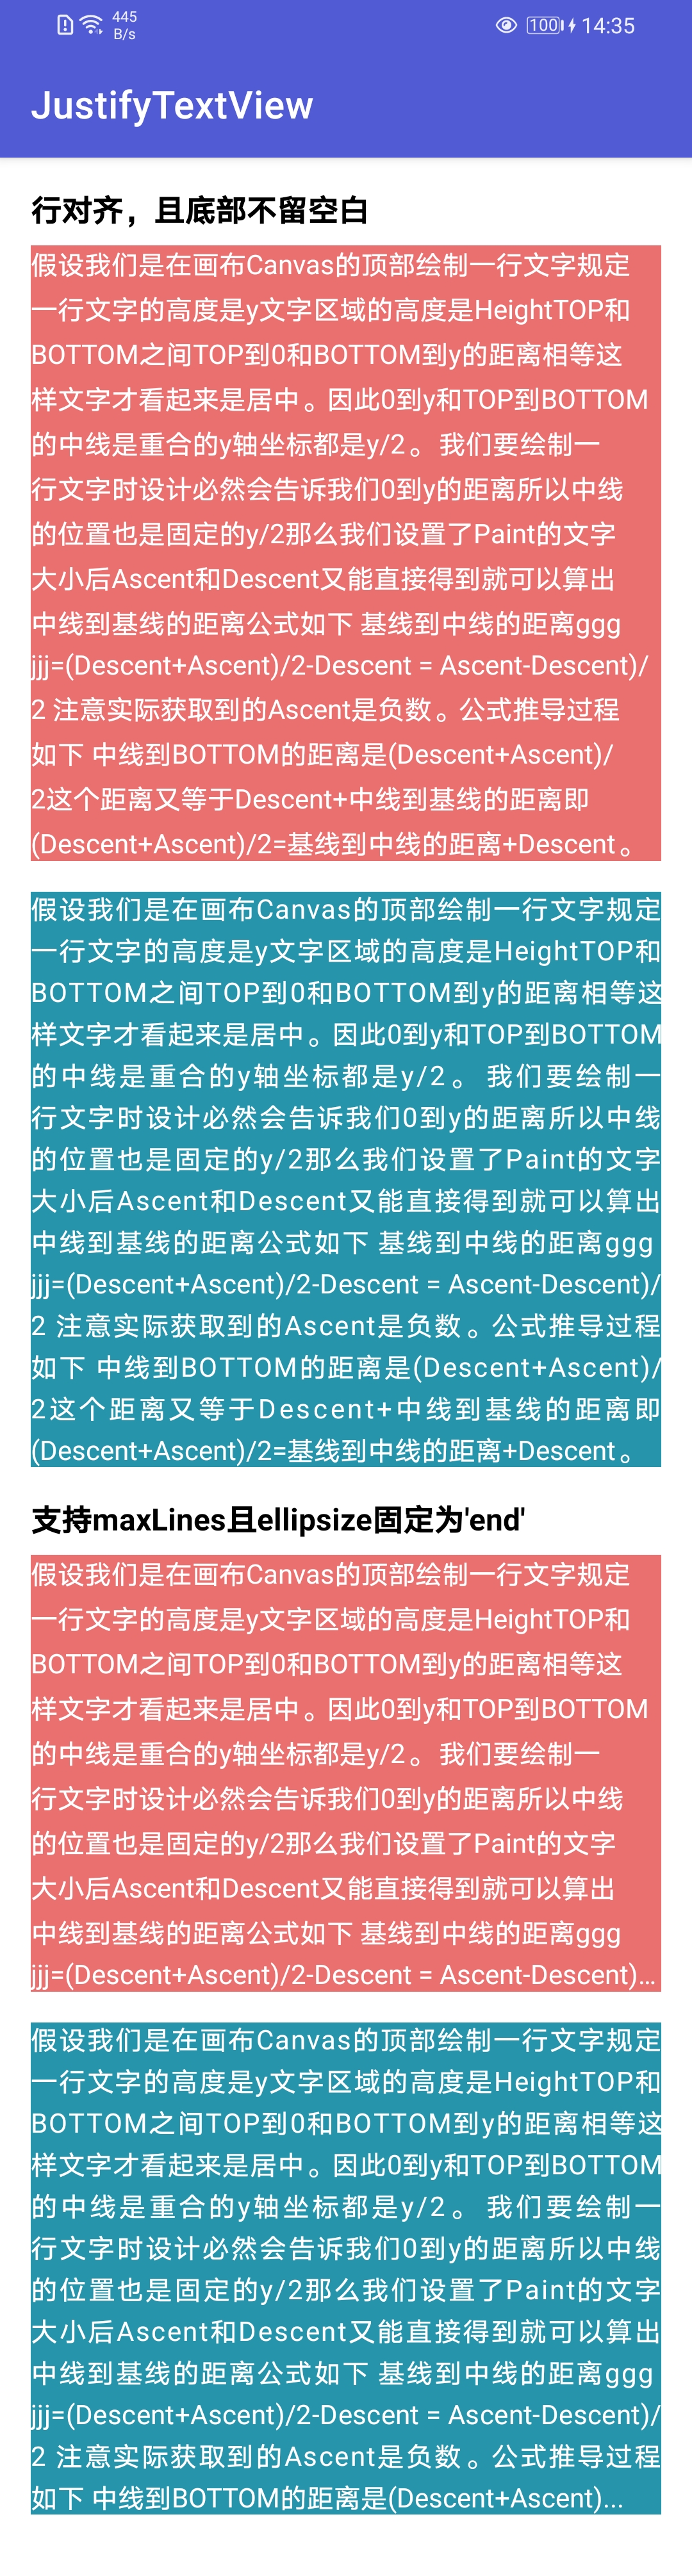 445
B/s
100
14:35
JustifyTextView
行对齐，且底部不留空白
假设我们是在画布Canvas的顶部绘制一行文字规定
一行文字的高度是y文字区域的高度是HeightTOP和
BOTTOM之间TOP到0和BOTTOM到y的距离相等这
样文字才看起来是居中。因此0到y和TOP到BOTTOM
的中线是重合的y轴坐标都是y/2。 我们要绘制一
行文字时设计必然会告诉我们0到y的距离所以中线
的位置也是固定的y/2那么我们设置了Paint的文字
大小后Ascent和Descent又能直接得到就可以算出
中线到基线的距离公式如下 基线到中线的距离ggg
jjj=(Descent+Ascent)/2-Descent = Ascent-Descent)/
2 注意实际获取到的Ascent是负数。公式推导过程
如下 中线到BOTTOM的距离是(Descent+Ascent)/
2这个距离又等于Descent+中线到基线的距离即
(Descent+Ascent)/2=基线到中线的距离+Descent。
假设我们是在画布Canvas的顶部绘制一行文字规定
一行文字的高度是y文字区域的高度是HeightTOP和
BOTTOM之间TOP到0和BOTTOM到y的距离相等这
样文字才看起来是居中。因此0到y和TOP到BOTTOM
的中线是重合的y轴坐标都是y/2。 我们要绘制一
行文字时设计必然会告诉我们0到y的距离所以中线
的位置也是固定的y/2那么我们设置了Paint的文字
大小后Ascent和Descent又能直接得到就可以算出
中线到基线的距离公式如下 基线到中线的距离ggg
jjj=(Descent+Ascent)/2-Descent = Ascent-Descent)/
2 注意实际获取到的Ascent是负数。公式推导过程
如下 中线到BOTTOM的距离是(Descent+Ascent)/
2这个距离又等于Descent+中线到基线的距离即
(Descent+Ascent)/2=基线到中线的距离+Descent。
支持maxLines且ellipsize固定为'end'
假设我们是在画布Canvas的顶部绘制一行文字规定
一行文字的高度是y文字区域的高度是HeightTOP和
BOTTOM之间TOP到0和BOTTOM到y的距离相等这
样文字才看起来是居中。因此0到y和TOP到BOTTOM
的中线是重合的y轴坐标都是y/2。 我们要绘制一
行文字时设计必然会告诉我们0到y的距离所以中线
的位置也是固定的y/2那么我们设置了Paint的文字
大小后Ascent和Descent又能直接得到就可以算出
中线到基线的距离公式如下 基线到中线的距离ggg
jjj=(Descent+Ascent)/2-Descent = Ascent-Descent)...
假设我们是在画布Canvas的顶部绘制一行文字规定
一行文字的高度是y文字区域的高度是HeightTOP和
BOTTOM之间TOP到0和BOTTOM到y的距离相等这
样文字才看起来是居中。因此0到y和TOP到BOTTOM
的中线是重合的y轴坐标都是y/2。 我们要绘制一
行文字时设计必然会告诉我们0到y的距离所以中线
的位置也是固定的y/2那么我们设置了Paint的文字
大小后Ascent和Descent又能直接得到就可以算出
中线到基线的距离公式如下 基线到中线的距离ggg
jjj=(Descent+Ascent)/2-Descent = Ascent-Descent)/
2 注意实际获取到的Ascent是负数。公式推导过程
如下 中线到BOTTOM的距离是(Descent+Ascent)...